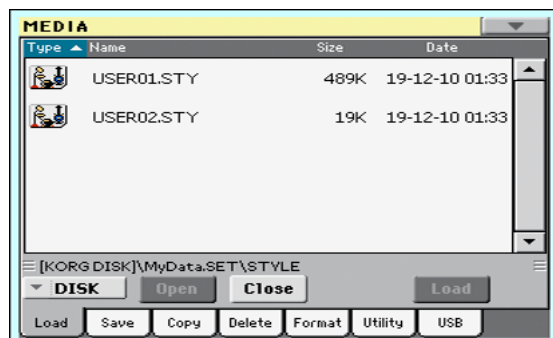 MEDIA
Type Name Size Date
USER01.STY 489K 19-12-10 01:33
USER02.STY 19K 19-12-10 01:33
[KORG DISK]\MyData.SET\STYLE
DISK Open Close Load
Load Save Copy Delete Format Utility USB